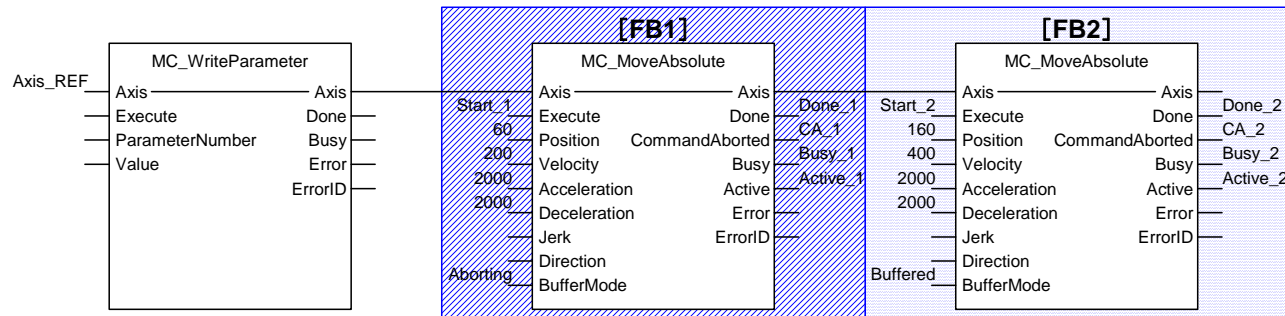 [FB1]
[FB2]
MC_WriteParameter
MC_MoveAbsolute
MC_MoveAbsolute
Axis_REF
Axis Axis
Execute Done
ParameterNumber Busy
Value Error
ErrorID
Start_1
60
200
2000
2000
Aborting
Axis Axis
Execute Done
Position CommandAborted
Velocity Busy
Acceleration Active
Deceleration Error
Jerk ErrorID
Direction
BufferMode
Done_1
CA_1
Busy_1
Active_1
Start_2
160
400
2000
2000
Buffered
Axis Axis
Execute Done
Position CommandAborted
Velocity Busy
Acceleration Active
Deceleration Error
Jerk ErrorID
Direction
BufferMode
Done_2
CA_2
Busy_2
Active_2